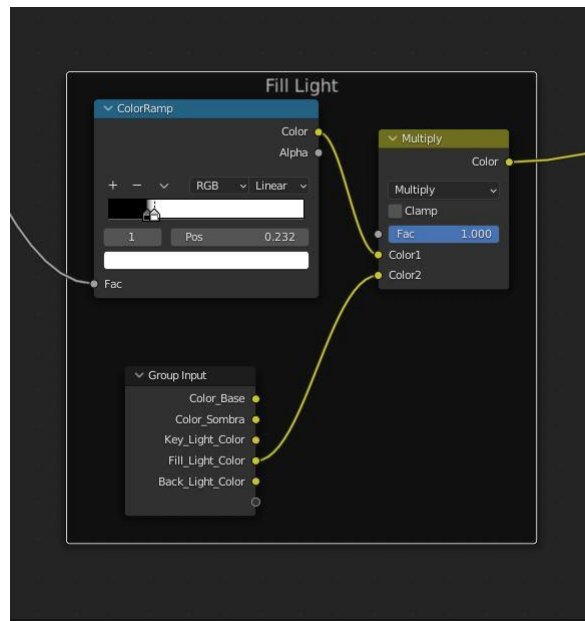 Fill Light
ColorRamp
Color
Alpha
+ − RGB Linear
1 Pos 0.232
Fac
Multiply
Color
Multiply
Clamp
Fac 1.000
Color1
Color2
Group Input
Color_Base
Color_Sombra
Key_Light_Color
Fill_Light_Color
Back_Light_Color